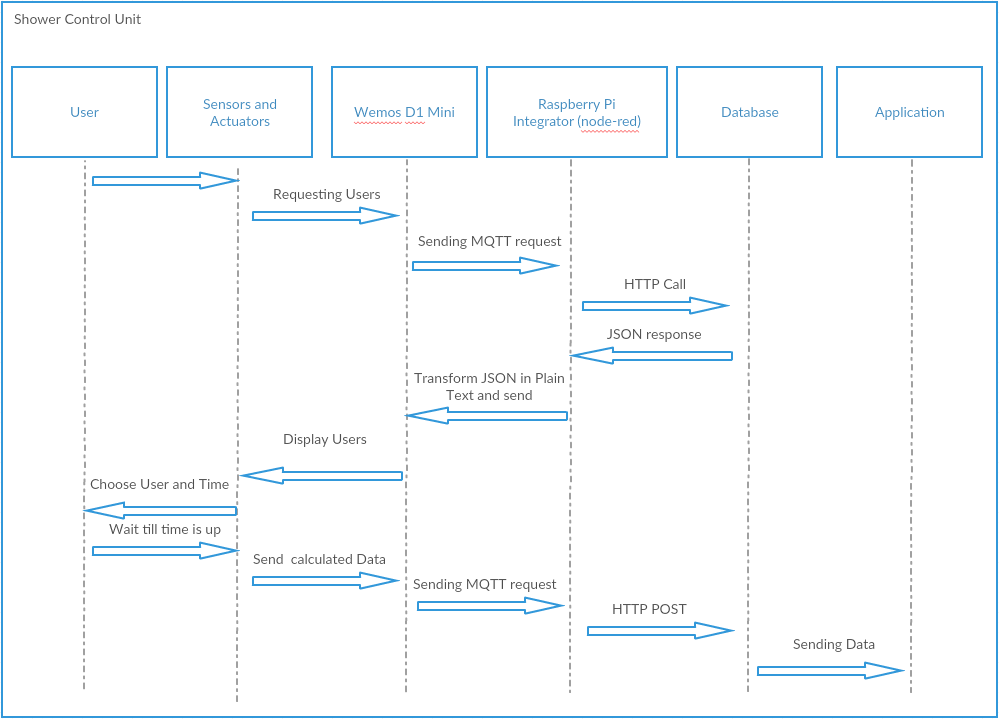 Shower Control Unit
User
Sensors and
Actuators
Wemos D1 Mini
Raspberry Pi
Integrator (node-red)
Database
Application
Requesting Users
Sending MQTT request
HTTP Call
JSON response
Transform JSON in Plain
Text and send
Display Users
Choose User and Time
Wait till time is up
Send  calculated Data
Sending MQTT request
HTTP POST
Sending Data